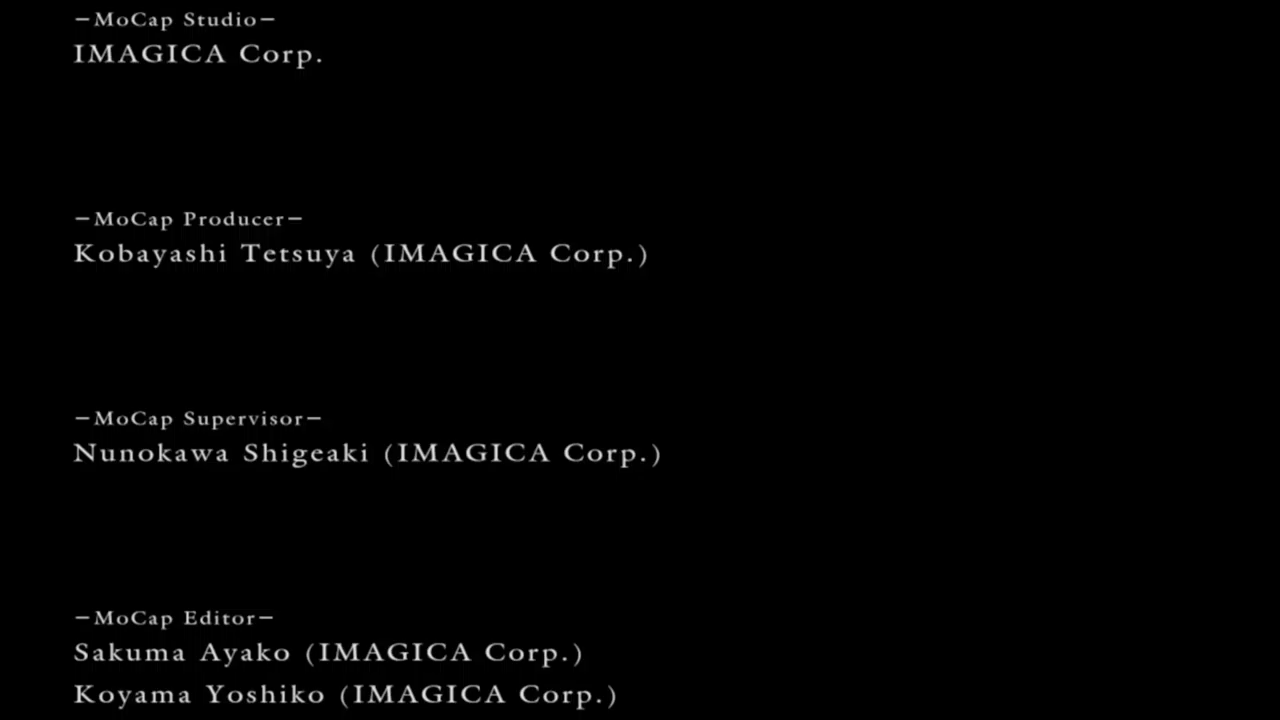 −MoCap Studio−
IMAGICA Corp.
−MoCap Producer−
Kobayashi Tetsuya (IMAGICA Corp.)
−MoCap Supervisor−
Nunokawa Shigeaki (IMAGICA Corp.)
−MoCap Editor−
Sakuma Ayako (IMAGICA Corp.)
Koyama Yoshiko (IMAGICA Corp.)